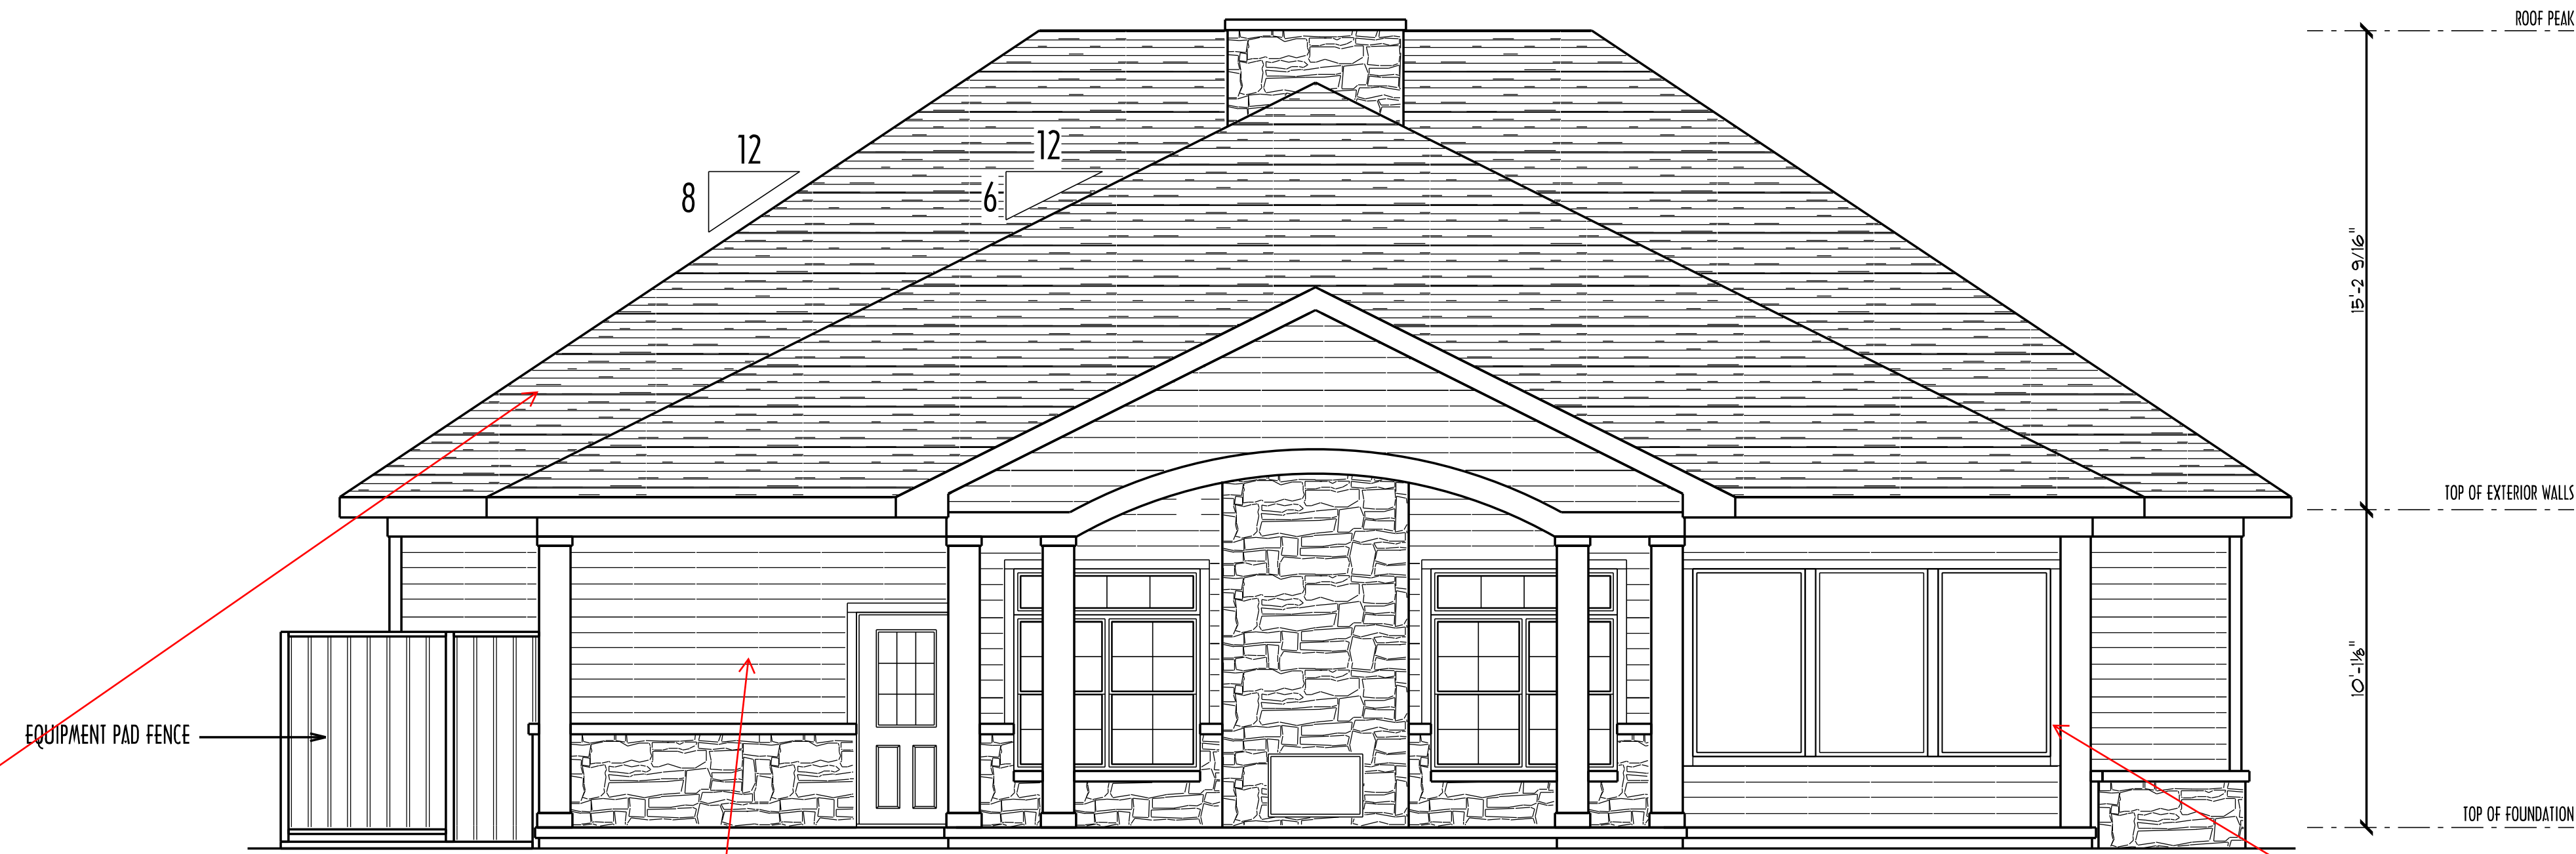 ROOF PEAK
12
12
8
6
15'-2 9/16"
TOP OF EXTERIOR WALLS
10'-1⅛"
EQUIPMENT PAD FENCE
TOP OF FOUNDATION